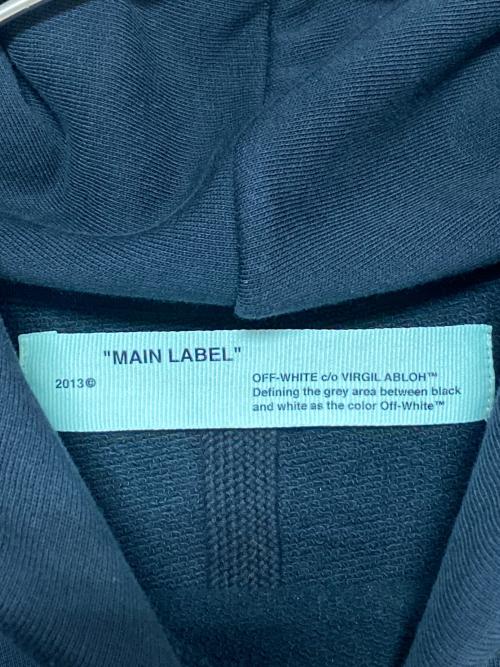 "MAIN LABEL"
2013©
OFF-WHITE c/o VIRGIL ABLOH™
Defining the grey area between black
and white as the color Off-White™